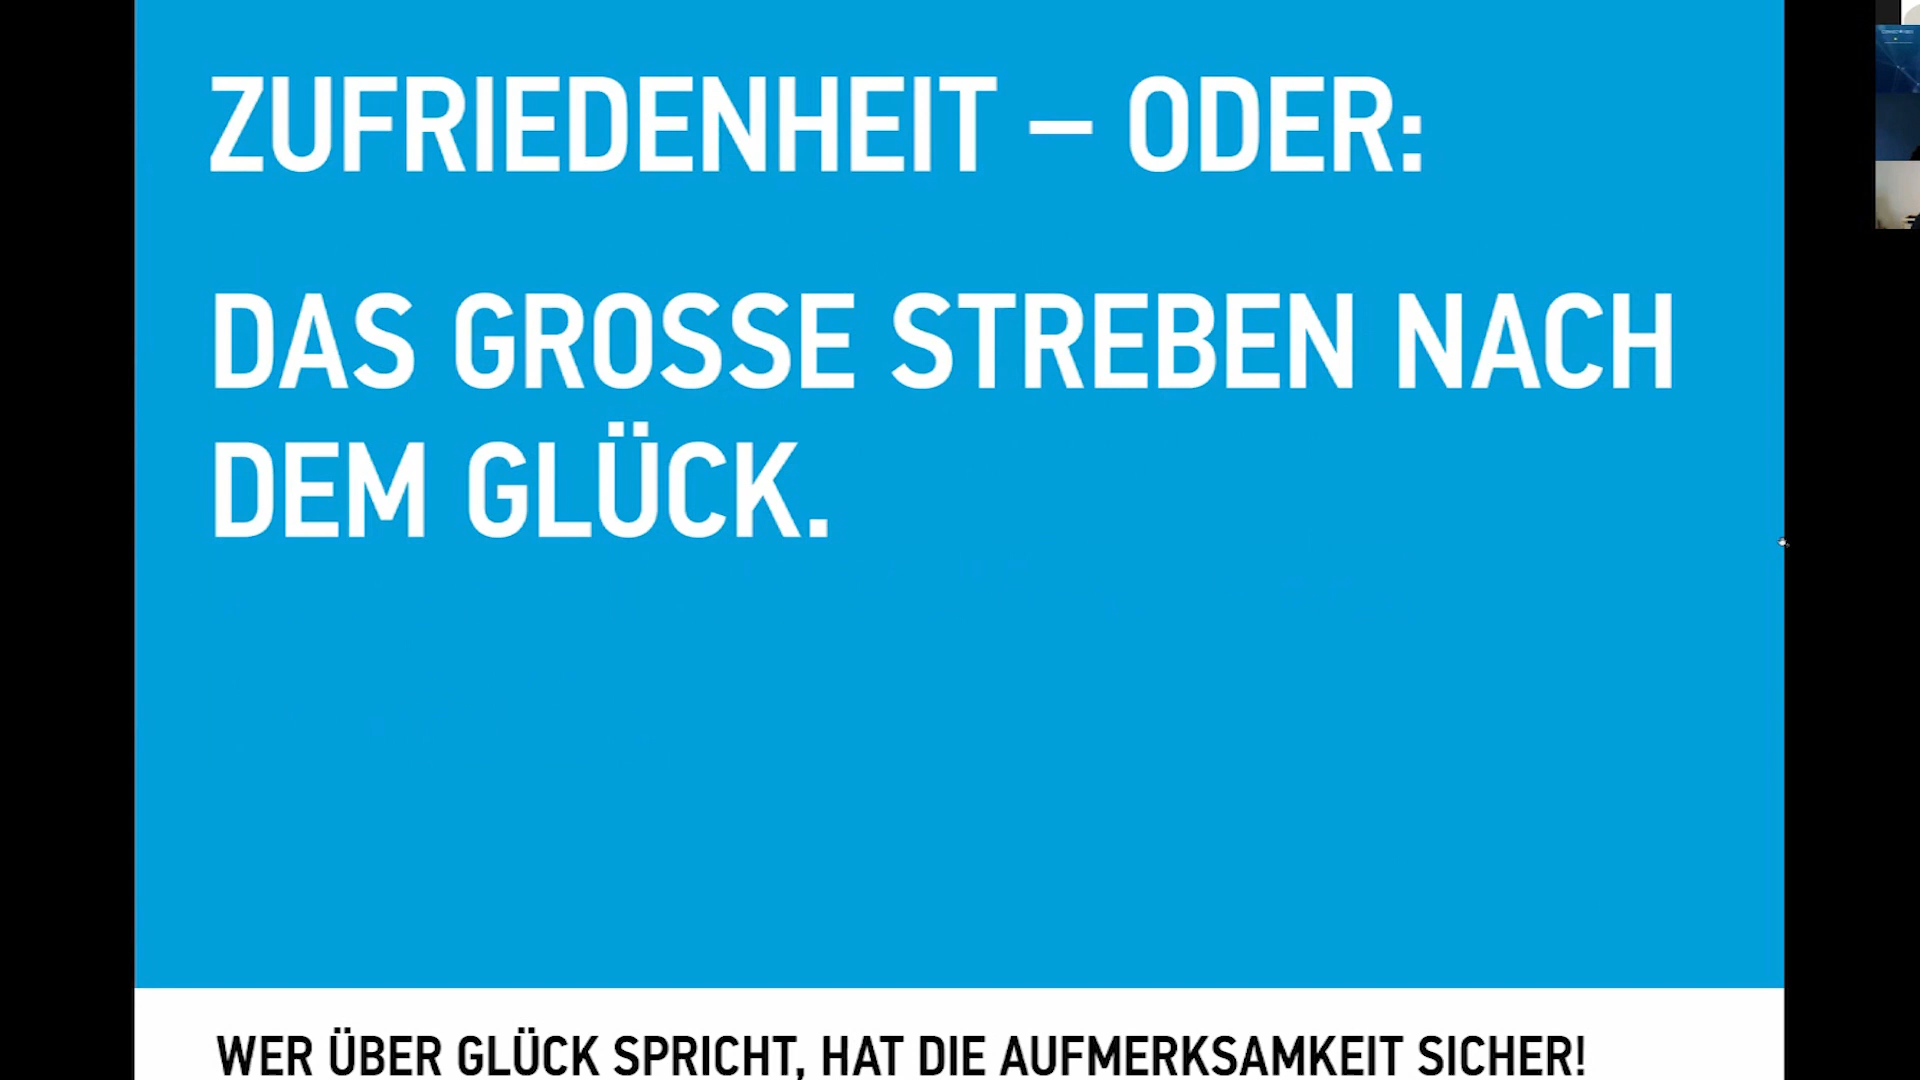 ZUFRIEDENHEIT – ODER:
DAS GROSSE STREBEN NACH
DEM GLÜCK.
WER ÜBER GLÜCK SPRICHT, HAT DIE AUFMERKSAMKEIT SICHER!